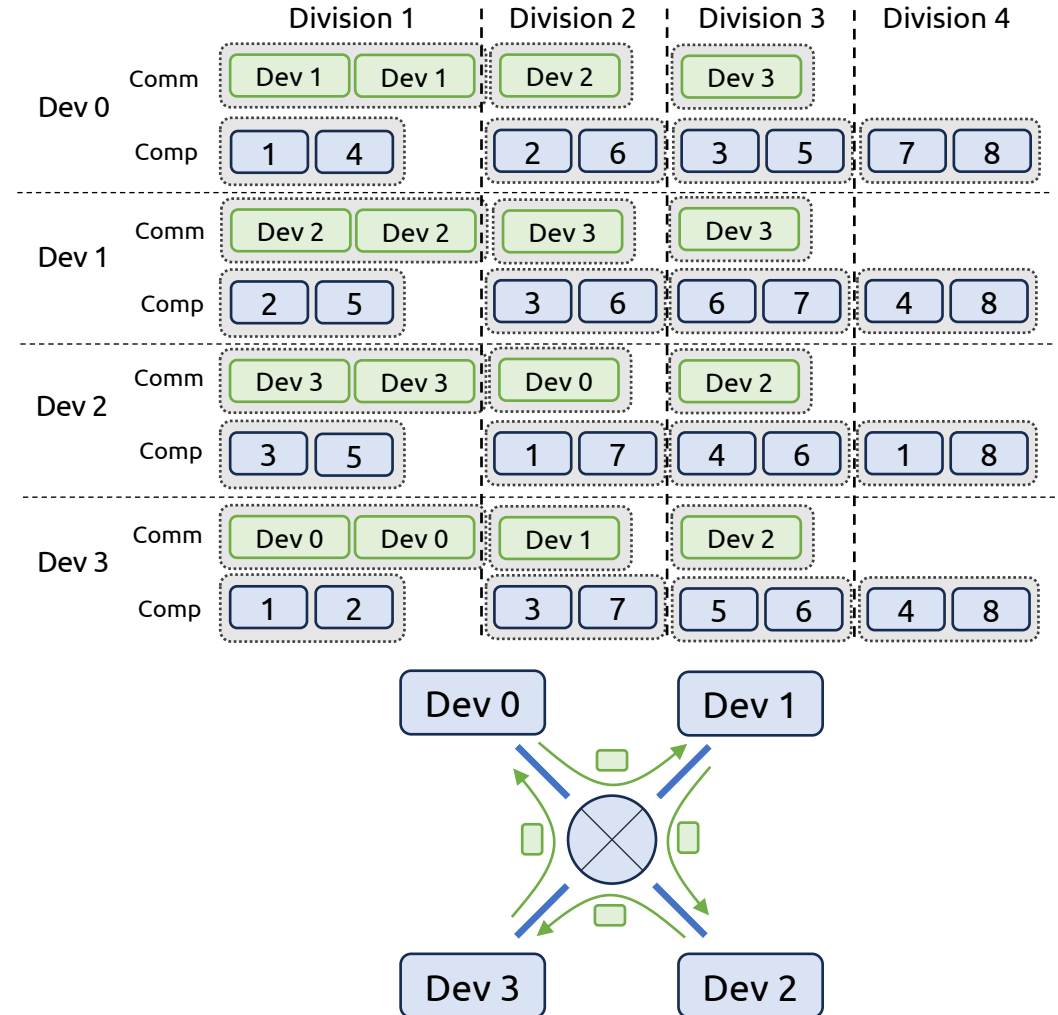 Division 1 Division 2 Division 3 Division 4
Comm Dev 1 Dev 1 Dev 2 Dev 3
Dev 0
Comp 1 4 2 6 3 5 7 8
Comm Dev 2 Dev 2 Dev 3 Dev 3
Dev 1
Comp 2 5 3 6 6 7 4 8
Comm Dev 3 Dev 3 Dev 0 Dev 2
Dev 2
Comp 3 5 1 7 4 6 1 8
Comm Dev 0 Dev 0 Dev 1 Dev 2
Dev 3
Comp 1 2 3 7 5 6 4 8
Dev 0 Dev 1
Dev 3 Dev 2